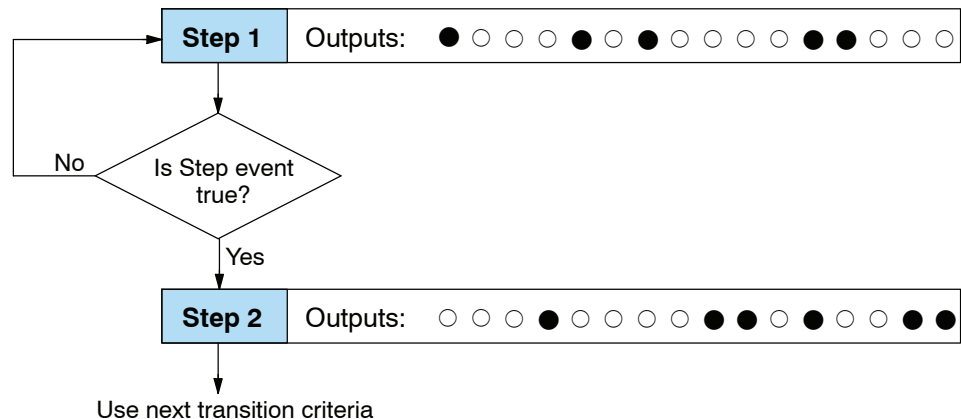 Step 1 Outputs:
Is Step event
true?
No
Yes
Step 2 Outputs:
Use next transition criteria